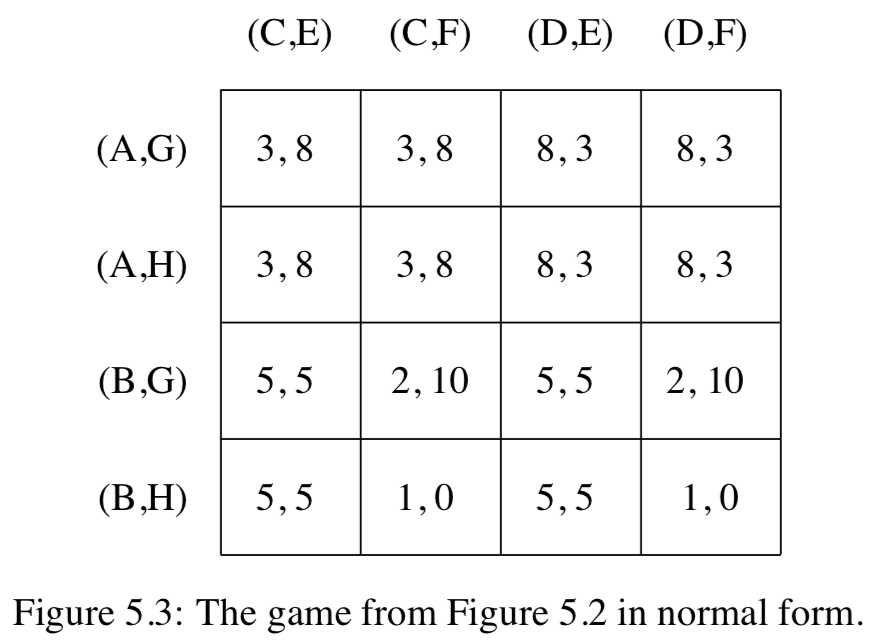 (C,E) (C,F) (D,E) (D,F)
(A,G) 3, 8 3, 8 8, 3 8, 3
(A,H) 3, 8 3, 8 8, 3 8, 3
(B,G) 5, 5 2, 10 5, 5 2, 10
(B,H) 5, 5 1, 0 5, 5 1, 0
Figure 5.3: The game from Figure 5.2 in normal form.